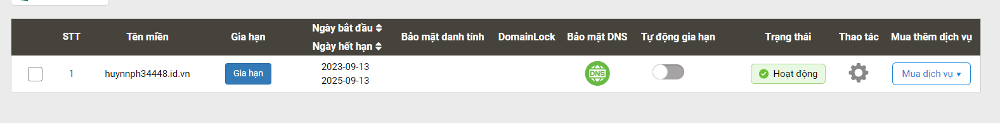 STT Tên miền Gia hạn Ngày bắt đầu Ngày hết hạn Bảo mật danh tính DomainLock Bảo mật DNS Tự động gia hạn Trạng thái Thao tác Mua thêm dịch vụ
1 huynnph34448.id.vn Gia hạn 2023-09-13 DNS Hoạt động Mua dịch vụ
2025-09-13